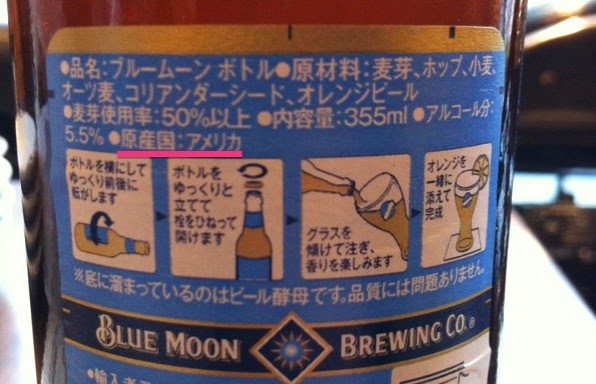 ●品名:ブルームーン ボトル●原材料:麦芽、ホップ、小麦、
オーツ麦、コリアンダーシード、オレンジピール
●麦芽使用率:50%以上 ●内容量:355ml ●アルコール分:
5.5% ●原産国:アメリカ
ボトルを横にして
ゆっくり前後に
転がします
ボトルを
ゆっくりと
立てて
栓をひねって
開けます
グラスを
傾けて注ぎ、
香りを楽しみます
オレンジを
一緒に
添えて
完成
※底に溜まっているのはビール酵母です。品質には問題ありません。
BLUE MOON BREWING CO.®